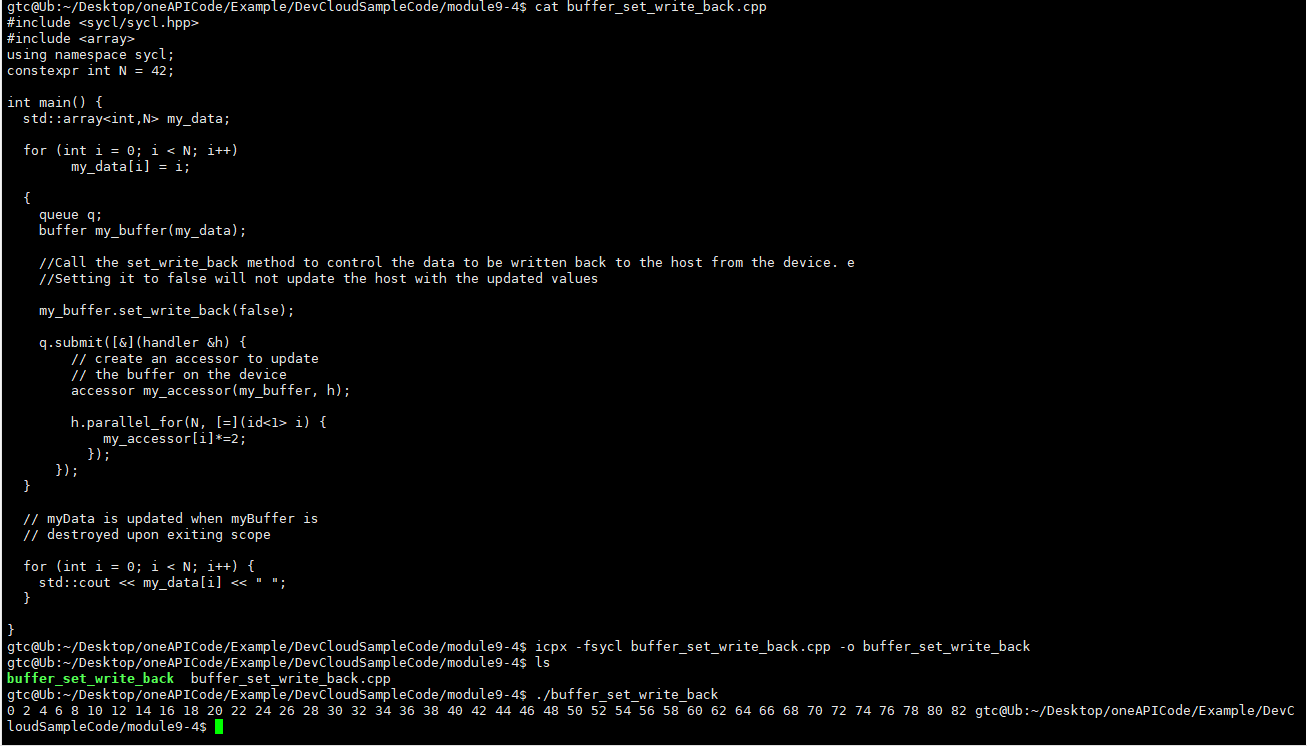 gtc@Ub:~/Desktop/oneAPICode/Example/DevCloudSampleCode/module9-4$ cat buffer_set_write_back.cpp
#include <sycl/sycl.hpp>
#include <array>
using namespace sycl;
constexpr int N = 42;

int main() {
  std::array<int,N> my_data;

  for (int i = 0; i < N; i++)
        my_data[i] = i;

  {
    queue q;
    buffer my_buffer(my_data);

    //Call the set_write_back method to control the data to be written back to the host from the device. e
    //Setting it to false will not update the host with the updated values

    my_buffer.set_write_back(false);

    q.submit([&](handler &h) {
        // create an accessor to update
        // the buffer on the device
        accessor my_accessor(my_buffer, h);

        h.parallel_for(N, [=](id<1> i) {
            my_accessor[i]*=2;
          });
      });
  }

  // myData is updated when myBuffer is
  // destroyed upon exiting scope

  for (int i = 0; i < N; i++) {
    std::cout << my_data[i] << " ";
  }

}
gtc@Ub:~/Desktop/oneAPICode/Example/DevCloudSampleCode/module9-4$ icpx -fsycl buffer_set_write_back.cpp -o buffer_set_write_back
gtc@Ub:~/Desktop/oneAPICode/Example/DevCloudSampleCode/module9-4$ ls
buffer_set_write_back  buffer_set_write_back.cpp
gtc@Ub:~/Desktop/oneAPICode/Example/DevCloudSampleCode/module9-4$ ./buffer_set_write_back
0 2 4 6 8 10 12 14 16 18 20 22 24 26 28 30 32 34 36 38 40 42 44 46 48 50 52 54 56 58 60 62 64 66 68 70 72 74 76 78 80 82 gtc@Ub:~/Desktop/oneAPICode/Example/DevC
loudSampleCode/module9-4$